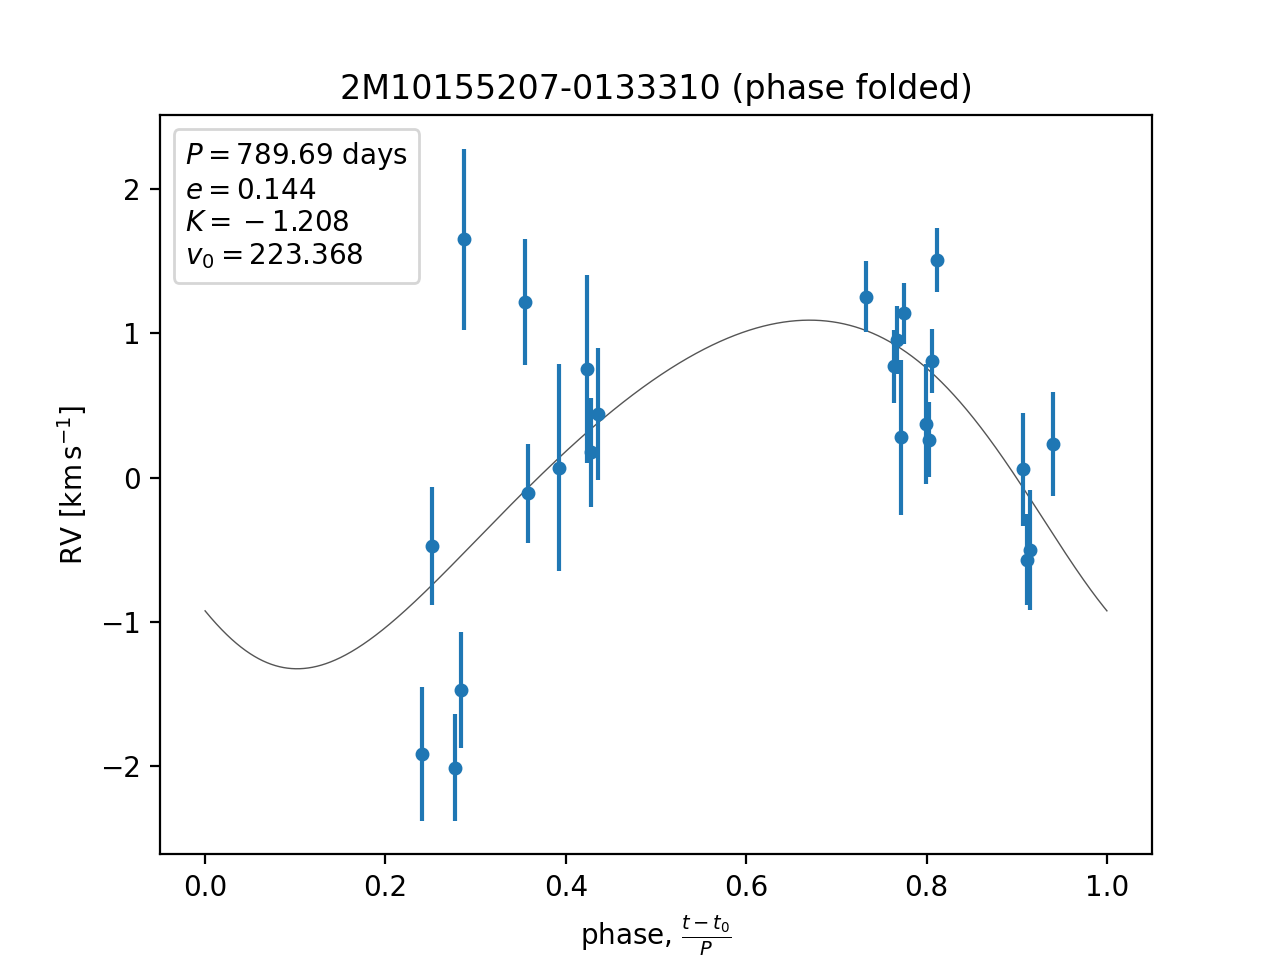 2M10155207-0133310 (phase folded)
P = 789.69 days
e = 0.144
K = −1.208
v₀ = 223.368
2
1
0
−1
−2
RV [km s⁻¹]
0.0 0.2 0.4 0.6 0.8 1.0
phase, (t − t₀)/P